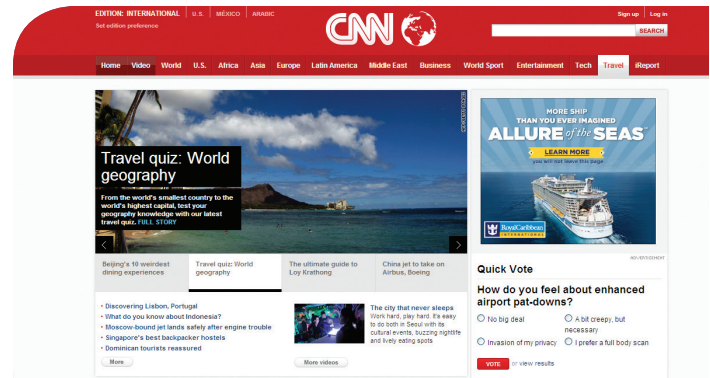 EDITION: INTERNATIONAL U.S. MÉXICO ARABIC
Set edition preference
CNN
Sign up Log in
SEARCH
Home Video World U.S. Africa Asia Europe Latin America Middle East Business World Sport Entertainment Tech Travel iReport
Travel quiz: World
geography
From the world's smallest country to the
world's highest capital, test your
geography knowledge with our latest
travel quiz. FULL STORY
Beijing's 10 weirdest
dining experiences
Travel quiz: World
geography
The ultimate guide to
Loy Krathong
China jet to take on
Airbus, Boeing
Discovering Lisbon, Portugal
What do you know about Indonesia?
Moscow-bound jet lands safely after engine trouble
Singapore's best backpacker hostels
Dominican tourists reassured
More
The city that never sleeps
Work hard, play hard. It's easy
to do both in Seoul with its
cultural events, buzzing nightlife
and lively eating spots
More videos
MORE SHIP
THAN YOU EVER IMAGINED
ALLURE of the SEAS
LEARN MORE
you will not leave this page
RoyalCaribbean
INTERNATIONAL
ADVERTISEMENT
Quick Vote
How do you feel about enhanced
airport pat-downs?
No big deal
A bit creepy, but
necessary
Invasion of my privacy
I prefer a full body scan
VOTE or view results